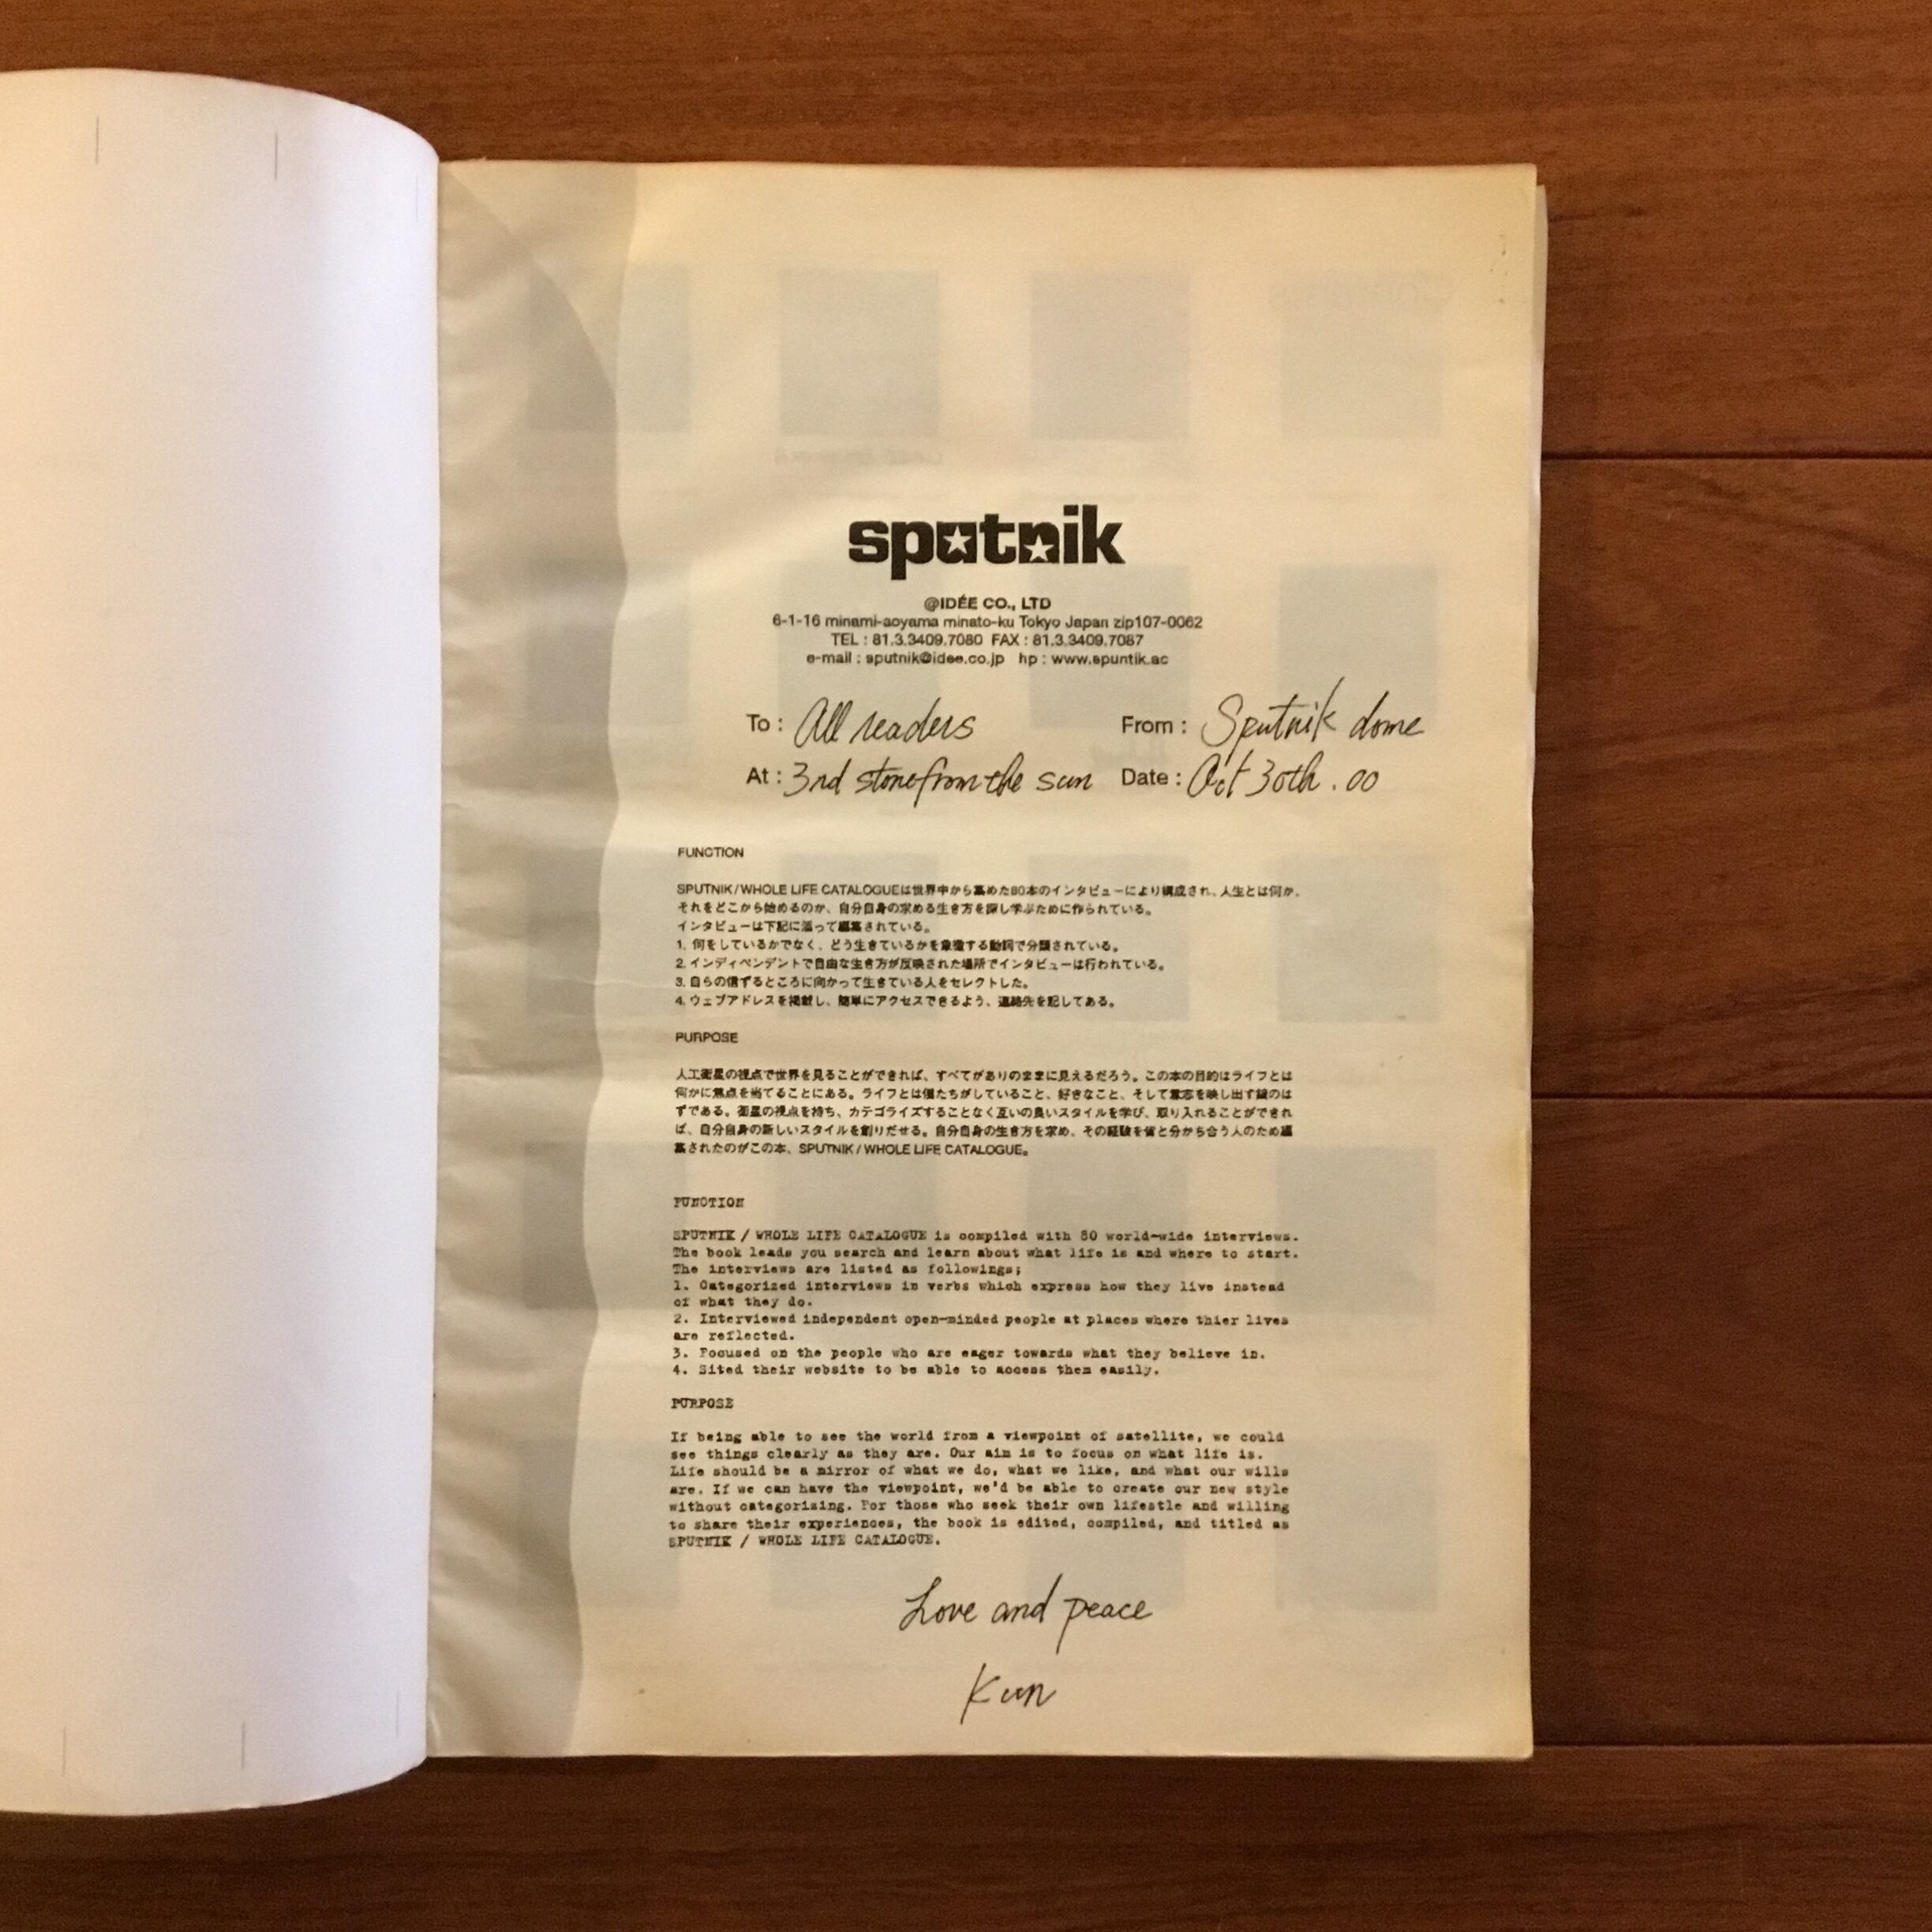 sputnik
@IDÉE CO., LTD
6-1-16 minami-aoyama minato-ku Tokyo Japan zip107-0062
TEL : 81.3.3409.7080 FAX : 81.3.3409.7087
e-mail : sputnik@idee.co.jp hp : www.spuntik.ac
To : All readers From : Sputnik dome
At : 3rd stone from the sun Date : Oct 30th . 00
FUNCTION
SPUTNIK/WHOLE LIFE CATALOGUEは世界中から集めた80本のインタビューにより構成され、人生とは何か、
それをどこから始めるのか、自分自身の求める生き方を探し学ぶために作られている。
インタビューは下記に沿って編集されている。
1. 何をしているかでなく、どう生きているかを象徴する動詞で分類されている。
2. インディペンデントで自由な生き方が反映された場所でインタビューは行われている。
3. 自らの信ずるところに向かって生きている人をセレクトした。
4. ウェブアドレスを掲載し、簡単にアクセスできるよう、連絡先を記してある。
PURPOSE
人工衛星の視点で世界を見ることができれば、すべてがありのままに見えるだろう。この本の目的はライフとは
何かに焦点を当てることにある。ライフとは僕たちがしていること、好きなこと、そして意志を映し出す鏡のは
ずである。衛星の視点を持ち、カテゴライズすることなく互いの良いスタイルを学び、取り入れることができれ
ば、自分自身の新しいスタイルを創りだせる。自分自身の生き方を求め、その経験を皆と分かち合う人のため編
集されたのがこの本、SPUTNIK / WHOLE LIFE CATALOGUE。
FUNCTION
SPUTNIK / WHOLE LIFE CATALOGUE is compiled with 80 world-wide interviews.
The book leads you search and learn about what life is and where to start.
The interviews are listed as followings;
1. Categorized interviews in verbs which express how they live instead
of what they do.
2. Interviewed independent open-minded people at places where thier lives
are reflected.
3. Focused on the people who are eager towards what they believe in.
4. Sited their website to be able to access them easily.
PURPOSE
If being able to see the world from a viewpoint of satellite, we could
see things clearly as they are. Our aim is to focus on what life is.
Life should be a mirror of what we do, what we like, and what our wills
are. If we can have the viewpoint, we'd be able to create our new style
without categorizing. For those who seek their own lifestle and willing
to share their experiences, the book is edited, compiled, and titled as
SPUTNIK / WHOLE LIFE CATALOGUE.
Love and peace
Kun